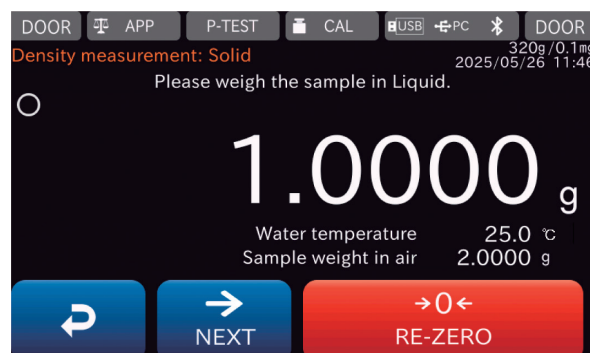 DOOR APP P-TEST CAL USB PC DOOR
Density measurement: Solid
320g/0.1mg
2025/05/26 11:46
Please weigh the sample in Liquid.
1.0000 g
Water temperature 25.0 ℃
Sample weight in air 2.0000 g
→ →0←
NEXT RE-ZERO